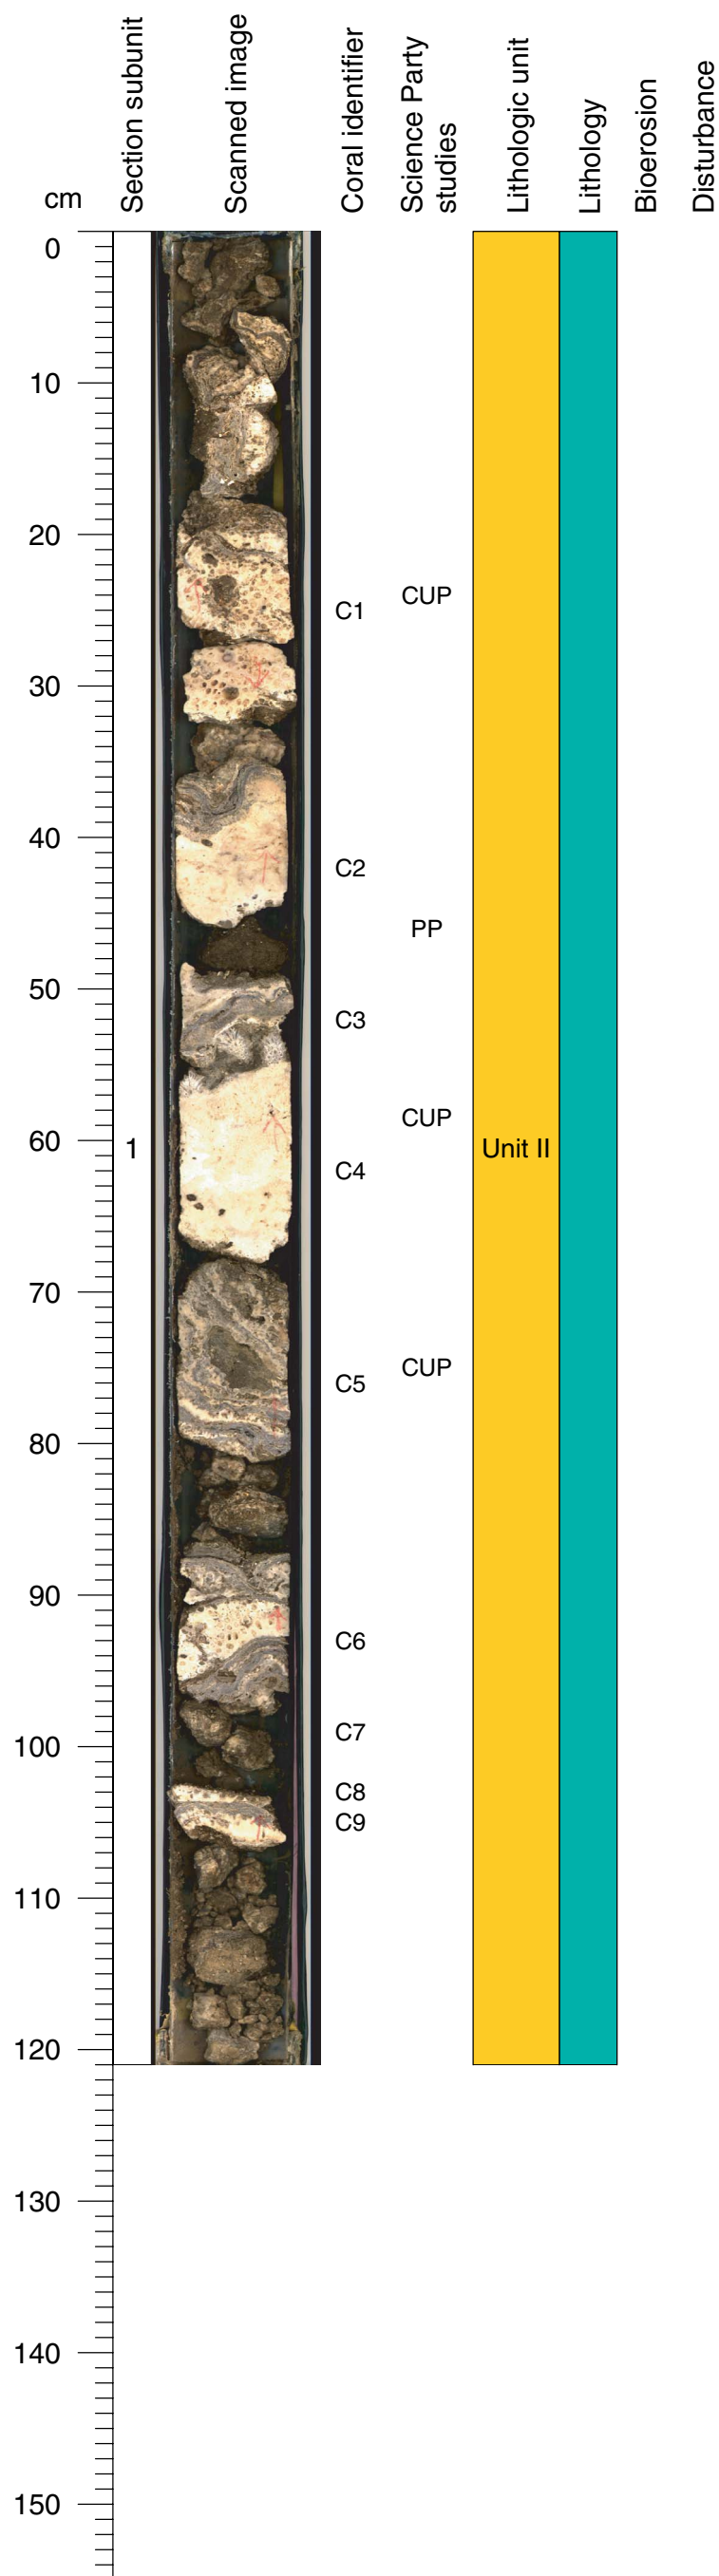 cm
Section subunit
Scanned image
Coral identifier
Science Party
studies
Lithologic unit
Lithology
Bioerosion
Disturbance
0
10
20
CUP
C1
30
40
C2
PP
50
C3
CUP
60
1
Unit II
C4
70
CUP
C5
80
90
C6
C7
100
C8
C9
110
120
130
140
150